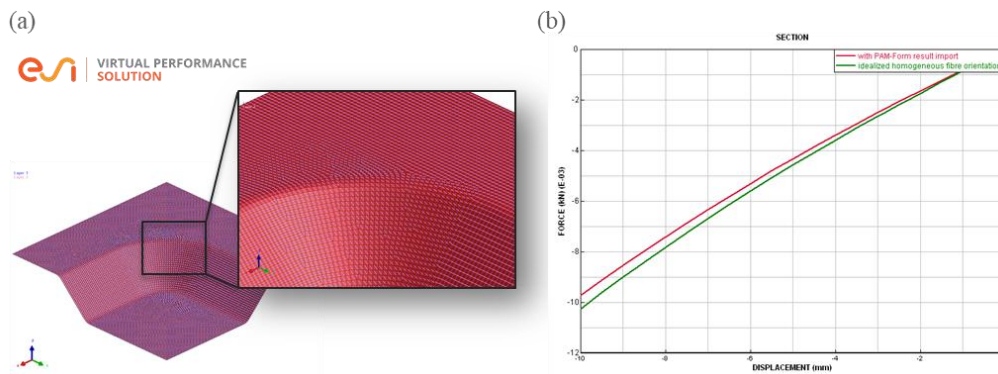 (a)
esi | VIRTUAL PERFORMANCE
SOLUTION
(b)
SECTION
with PAM-Form result import
idealized homogeneous fibre orientation
0
-2
-4
-6
-8
-10
-12
FORCE (kN) (E-03)
-10 -8 -6 -4 -2
DISPLACEMENT (mm)